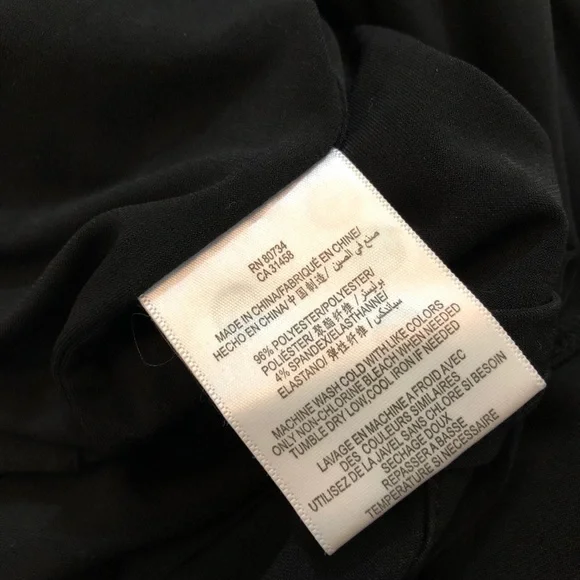 RN 80734
CA 31458
MADE IN CHINA/FABRIQUÉ EN CHINE/
HECHO EN CHINA/中国制造/صنع في الصين
96% POLYESTER/POLYESTER/
POLIÉSTER/聚酯纤维/بوليستر
4% SPANDEX/ELASTHANNE/
ELASTANO/弹性纤维/سباندكس
MACHINE WASH COLD WITH LIKE COLORS
ONLY NON-CHLORINE BLEACH WHEN NEEDED
TUMBLE DRY LOW, COOL IRON IF NEEDED
LAVAGE EN MACHINE A FROID AVEC
DES COULEURS SIMILAIRES
UTILISEZ DE LA JAVEL SANS CHLORE SI BESOIN
SÉCHAGE DOUX
REPASSER A BASSE
TEMPÉRATURE SI NÉCESSAIRE